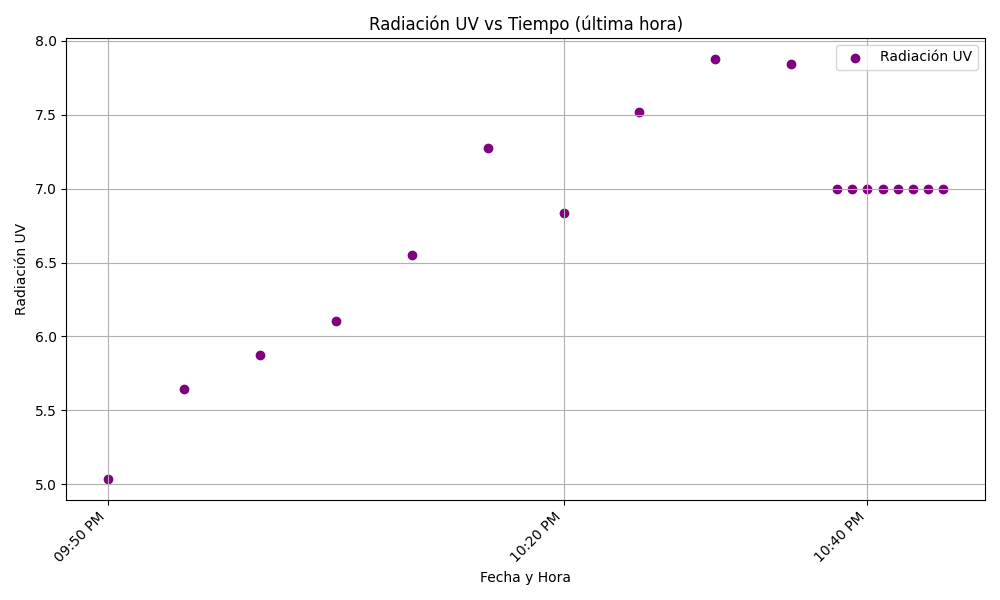 Radiación UV vs Tiempo (última hora)
Radiación UV
8.0
7.5
7.0
6.5
6.0
5.5
5.0
Radiación UV
09:50 PM
10:20 PM
10:40 PM
Fecha y Hora